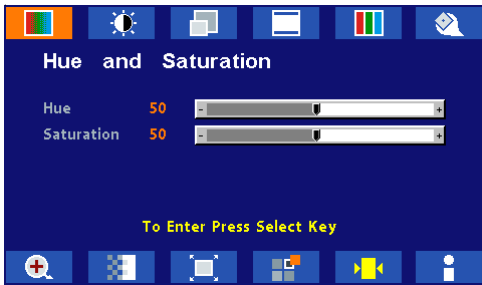 Hue and Saturation
Hue 50 - +
Saturation 50 - +
To Enter Press Select Key